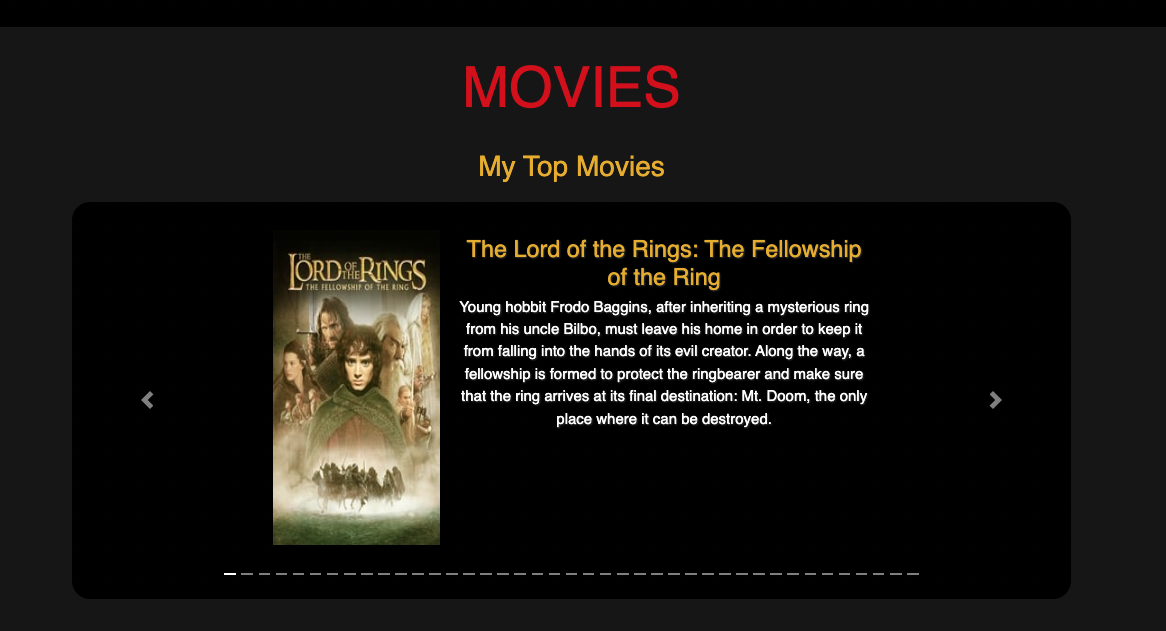 MOVIES
My Top Movies
THE
LORD OF THE RINGS
THE FELLOWSHIP OF THE RING
The Lord of the Rings: The Fellowship
of the Ring
Young hobbit Frodo Baggins, after inheriting a mysterious ring
from his uncle Bilbo, must leave his home in order to keep it
from falling into the hands of its evil creator. Along the way, a
fellowship is formed to protect the ringbearer and make sure
that the ring arrives at its final destination: Mt. Doom, the only
place where it can be destroyed.